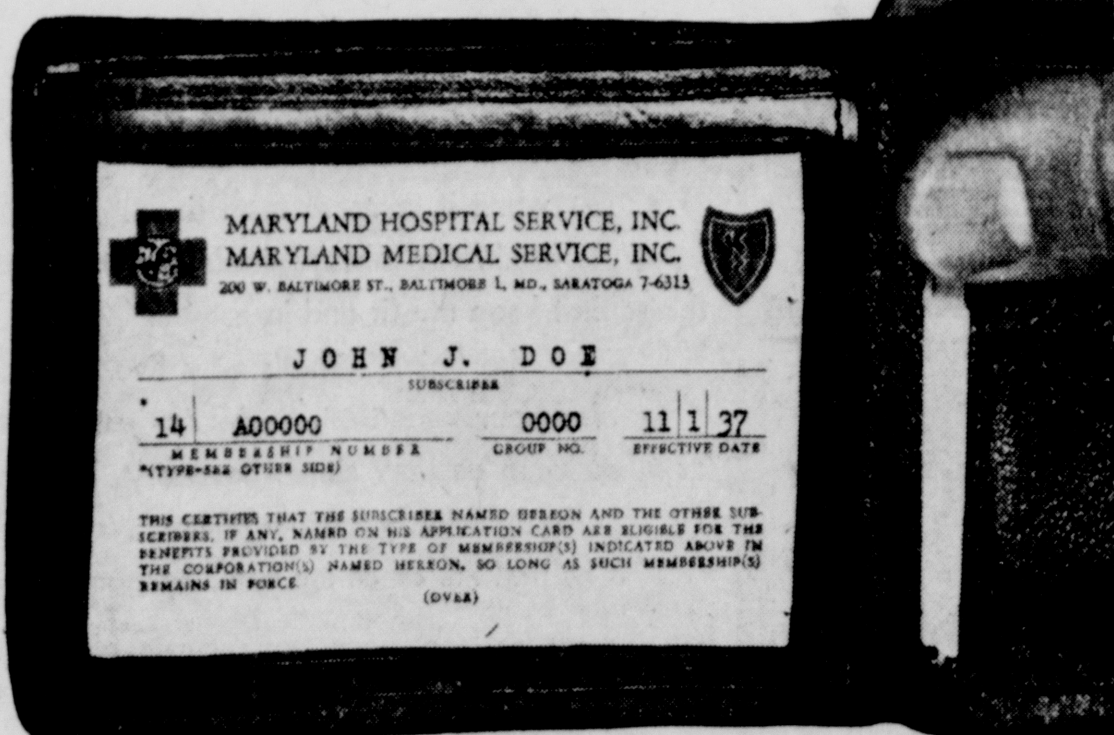 MARYLAND HOSPITAL SERVICE, INC.
MARYLAND MEDICAL SERVICE, INC.
200 W. BALTIMORE ST., BALTIMORE 1, MD., SARATOGA 7-6313
JOHN J. DOE
SUBSCRIBER
* 14 A00000 0000 11 1 37
MEMBERSHIP NUMBER GROUP NO. EFFECTIVE DATE
*(TYPE-SEE OTHER SIDE)
THIS CERTIFIES THAT THE SUBSCRIBER NAMED HEREON AND THE OTHER SUB-
SCRIBERS, IF ANY, NAMED ON HIS APPLICATION CARD ARE ELIGIBLE FOR THE
BENEFITS PROVIDED BY THE TYPE OF MEMBERSHIP(S) INDICATED ABOVE IN
THE CORPORATION(S) NAMED HEREON, SO LONG AS SUCH MEMBERSHIP(S)
REMAINS IN FORCE
(OVER)